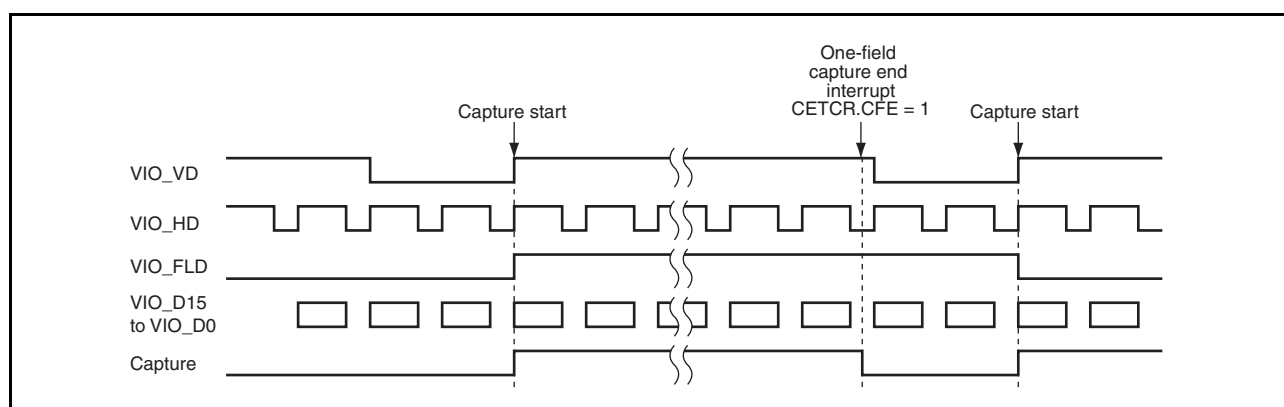 One-field
capture end
interrupt
CETCR.CFE = 1
Capture start
Capture start
VIO_VD
VIO_HD
VIO_FLD
VIO_D15
to VIO_D0
Capture